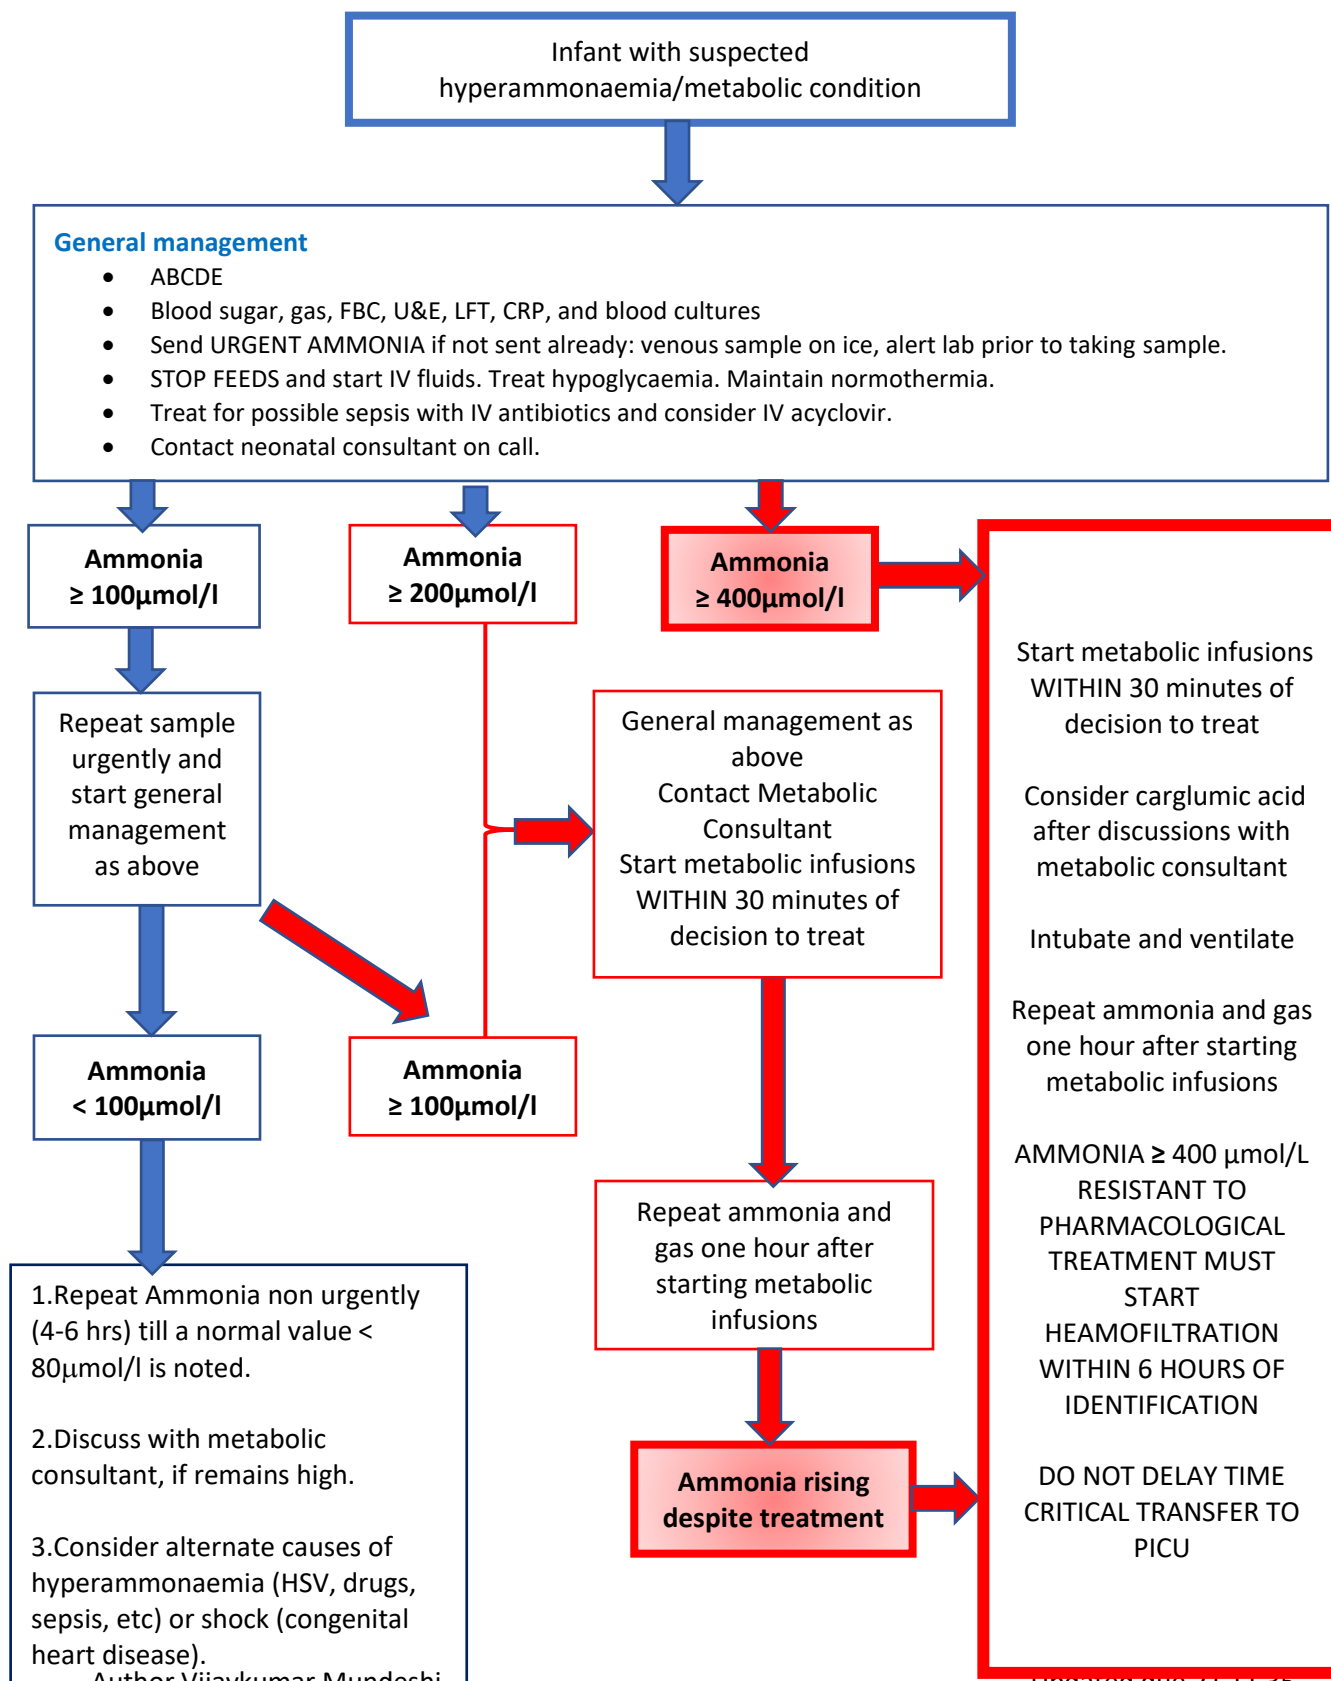 Infant with suspected
hyperammonaemia/metabolic condition
General management
• ABCDE
• Blood sugar, gas, FBC, U&E, LFT, CRP, and blood cultures
• Send URGENT AMMONIA if not sent already: venous sample on ice, alert lab prior to taking sample.
• STOP FEEDS and start IV fluids. Treat hypoglycaemia. Maintain normothermia.
• Treat for possible sepsis with IV antibiotics and consider IV acyclovir.
• Contact neonatal consultant on call.
Ammonia
≥ 100µmol/l
Ammonia
≥ 200µmol/l
Ammonia
≥ 400µmol/l
Repeat sample
urgently and
start general
management
as above
General management as
above
Contact Metabolic
Consultant
Start metabolic infusions
WITHIN 30 minutes of
decision to treat
Start metabolic infusions
WITHIN 30 minutes of
decision to treat
Consider carglumic acid
after discussions with
metabolic consultant
Intubate and ventilate
Repeat ammonia and gas
one hour after starting
metabolic infusions
AMMONIA ≥ 400 µmol/L
RESISTANT TO
PHARMACOLOGICAL
TREATMENT MUST
START
HEAMOFILTRATION
WITHIN 6 HOURS OF
IDENTIFICATION
DO NOT DELAY TIME
CRITICAL TRANSFER TO
PICU
Ammonia
< 100µmol/l
Ammonia
≥ 100µmol/l
Repeat ammonia and
gas one hour after
starting metabolic
infusions
Ammonia rising
despite treatment
1.Repeat Ammonia non urgently
(4-6 hrs) till a normal value <
80µmol/l is noted.
2.Discuss with metabolic
consultant, if remains high.
3.Consider alternate causes of
hyperammonaemia (HSV, drugs,
sepsis, etc) or shock (congenital
heart disease).
Author Vijaykumar Mundeshi